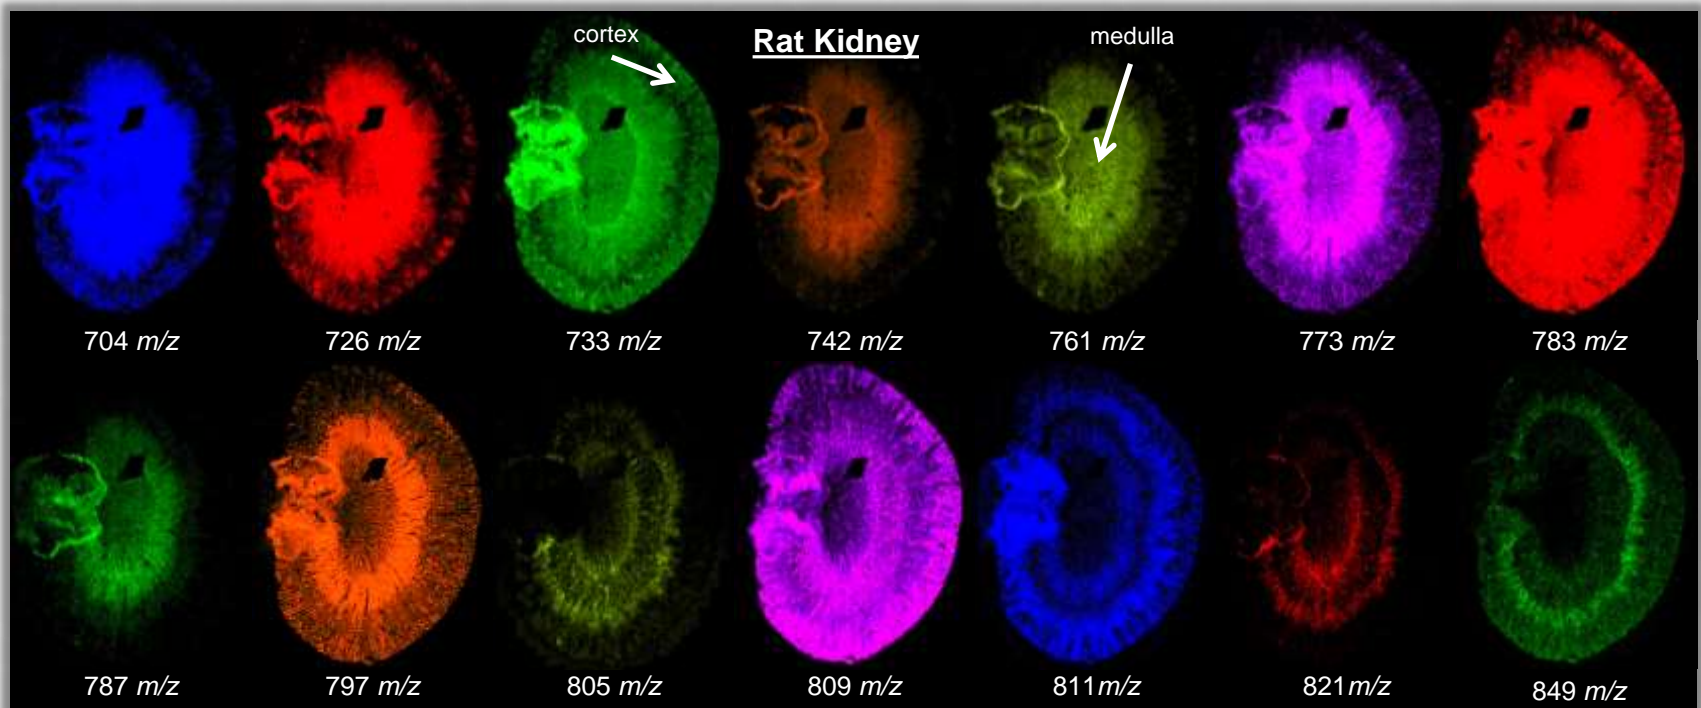 cortex
Rat Kidney
medulla
704 m/z
726 m/z
733 m/z
742 m/z
761 m/z
773 m/z
783 m/z
787 m/z
797 m/z
805 m/z
809 m/z
811m/z
821m/z
849 m/z